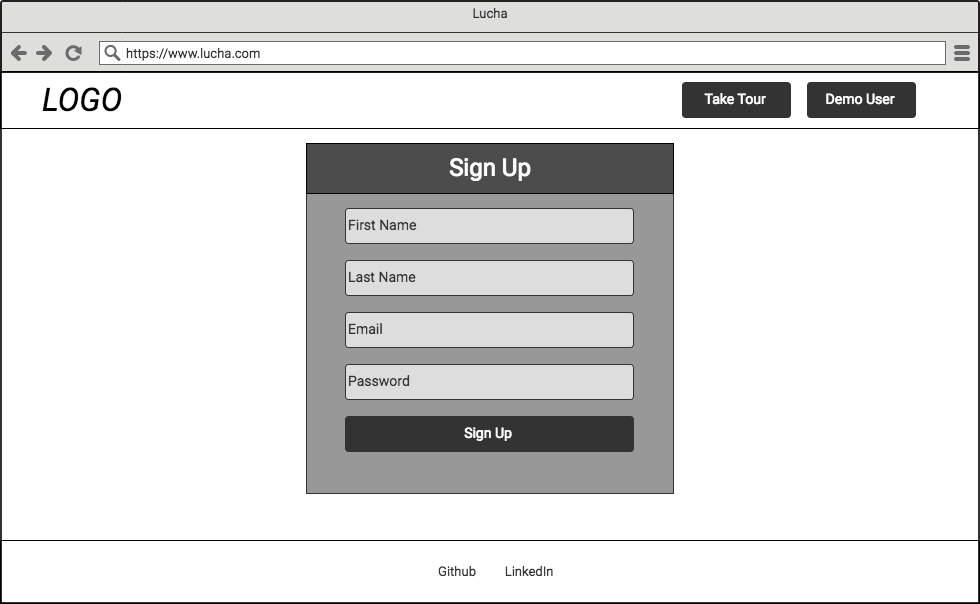 Lucha
https://www.lucha.com
LOGO
Take Tour
Demo User
Sign Up
First Name
Last Name
Email
Password
Sign Up
Github LinkedIn